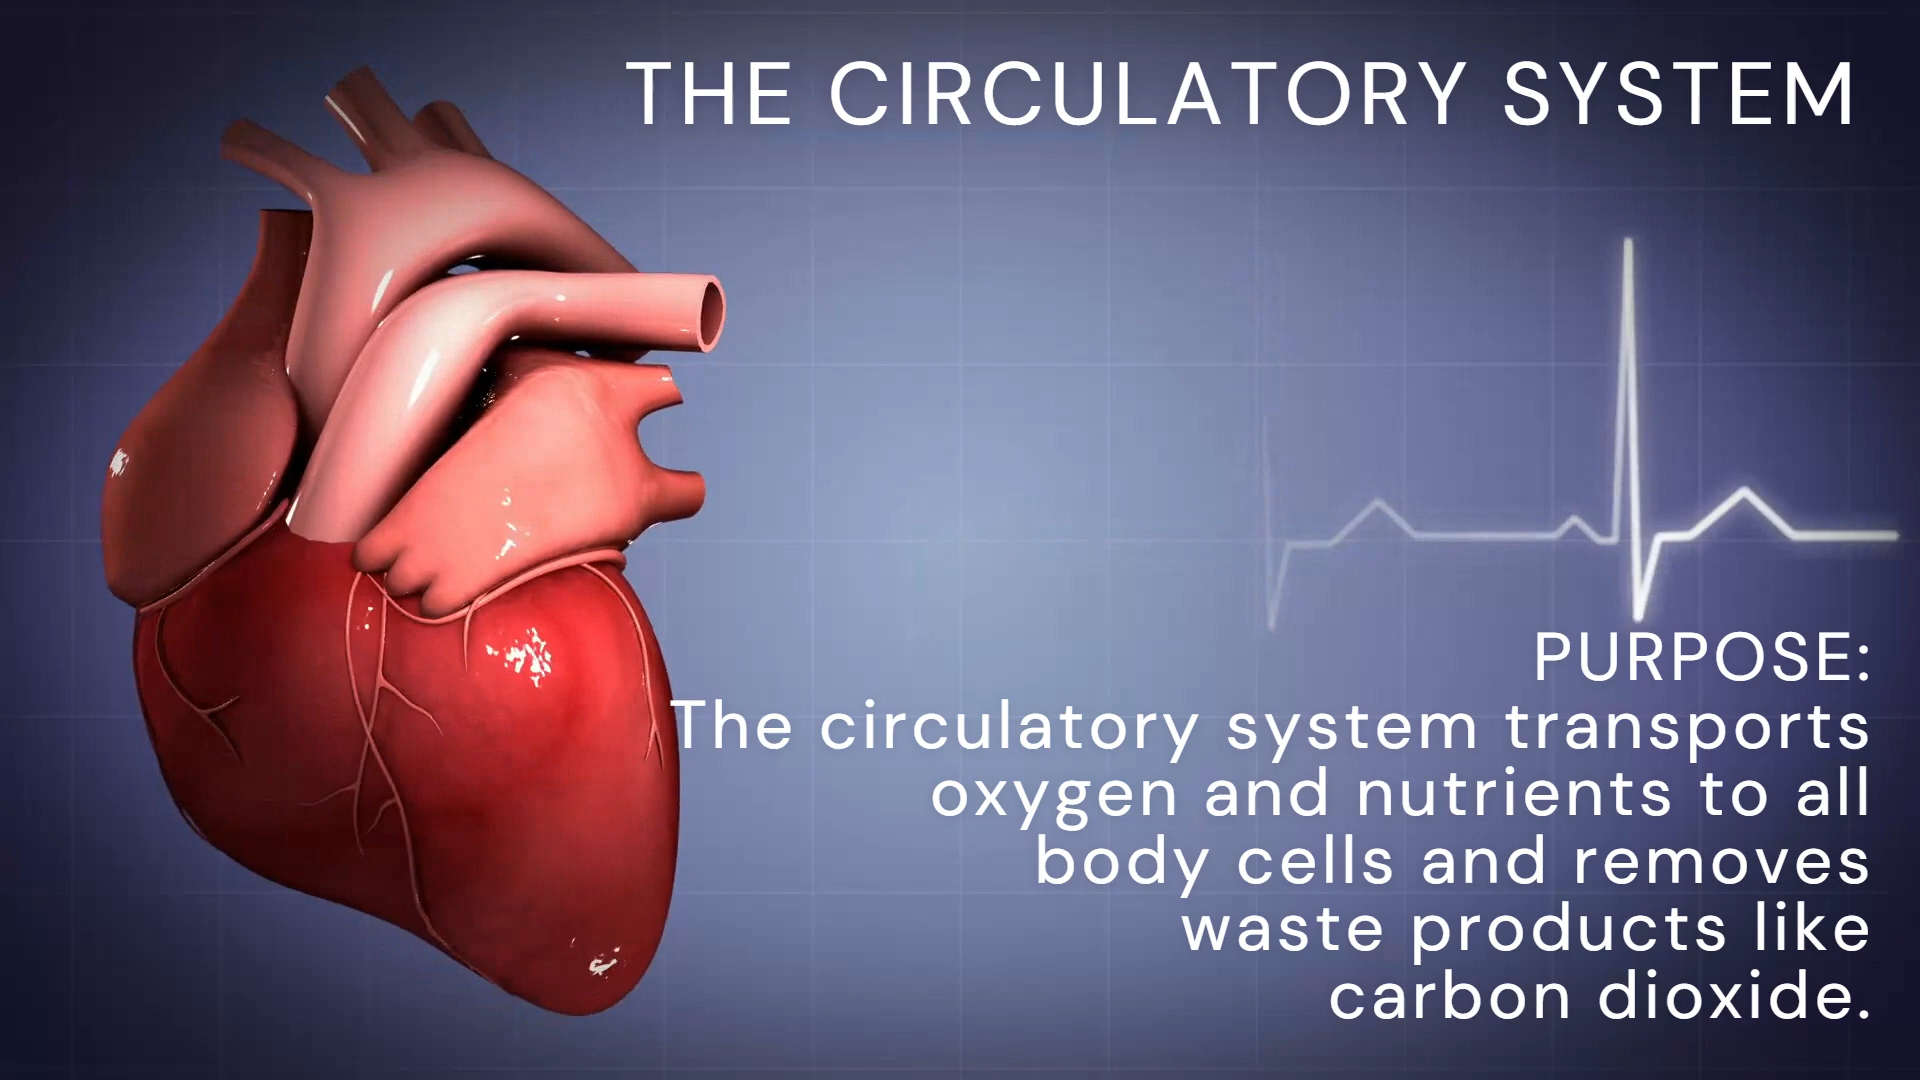 THE CIRCULATORY SYSTEM
PURPOSE:
The circulatory system transports
oxygen and nutrients to all
body cells and removes
waste products like
carbon dioxide.